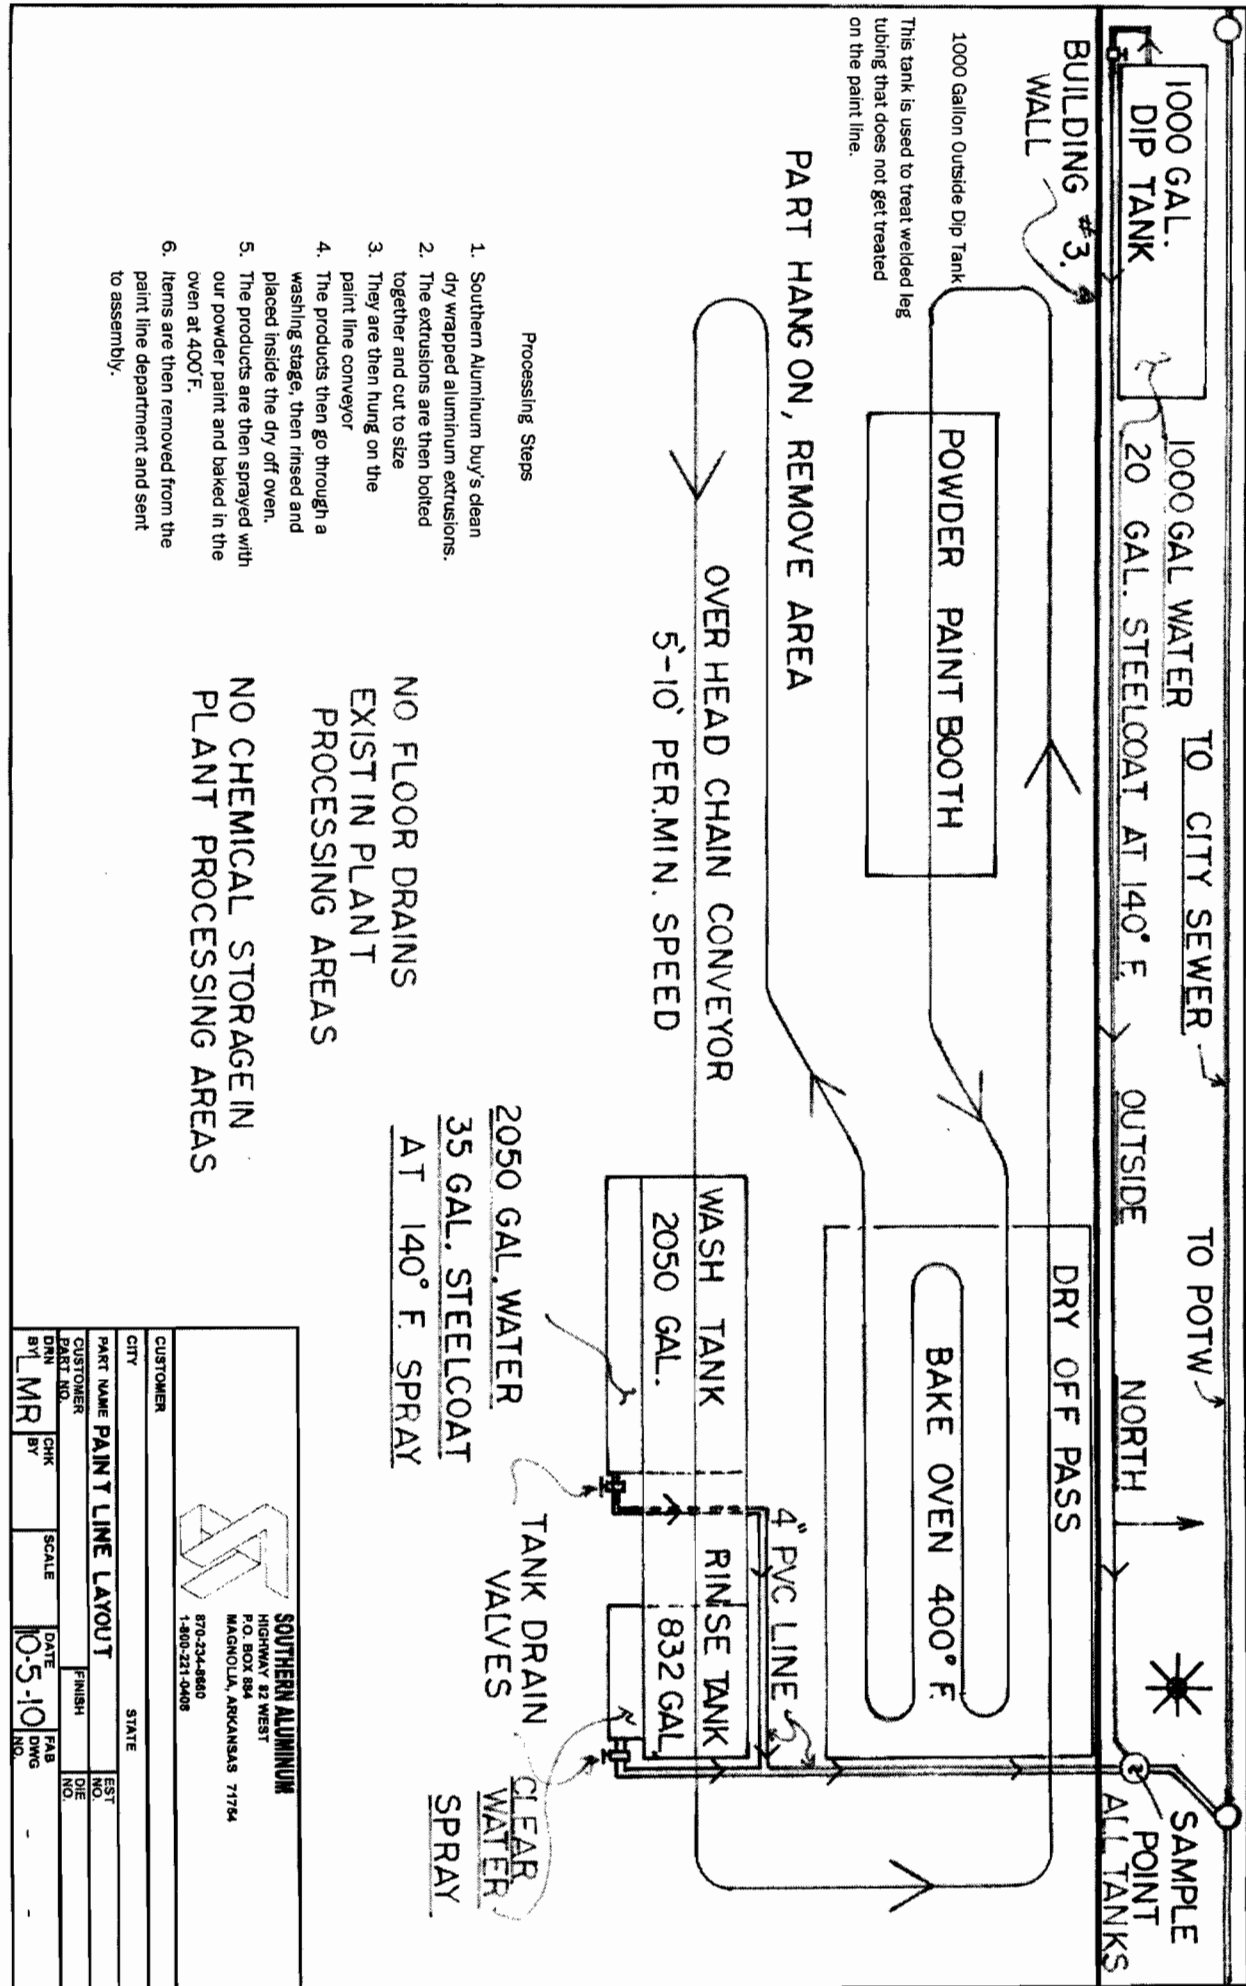 1000 GAL.
DIP TANK
1000 GAL WATER
20 GAL. STEELCOAT AT 140° F.
TO CITY SEWER
OUTSIDE
TO POTW
NORTH
SAMPLE
POINT
ALL TANKS
BUILDING #3.
WALL
1000 Gallon Outside Dip Tank
This tank is used to treat welded leg
tubing that does not get treated
on the paint line.
POWDER PAINT BOOTH
DRY OFF PASS
BAKE OVEN 400° F.
PART HANG ON, REMOVE AREA
OVER HEAD CHAIN CONVEYOR
5'-10' PER.MIN. SPEED
4" PVC LINE
WASH TANK
2050 GAL.
RINSE TANK
832 GAL.
2050 GAL. WATER
35 GAL. STEELCOAT
AT 140° F. SPRAY
TANK DRAIN
VALVES
CLEAR
WATER
SPRAY
Processing Steps
1. Southern Aluminum buy's clean
dry wrapped aluminum extrusions.
2. The extrusions are then bolted
together and cut to size
3. They are then hung on the
paint line conveyor
4. The products then go through a
washing stage, then rinsed and
placed inside the dry off oven.
5. The products are then sprayed with
our powder paint and baked in the
oven at 400°F.
6. Items are then removed from the
paint line department and sent
to assembly.
NO FLOOR DRAINS
EXIST IN PLANT
PROCESSING AREAS
NO CHEMICAL STORAGE IN
PLANT PROCESSING AREAS
SOUTHERN ALUMINUM
HIGHWAY 82 WEST
P.O. BOX 884
MAGNOLIA, ARKANSAS 71754
870-234-8660
1-800-221-0408
CUSTOMER
CITY STATE
PART NAME PAINT LINE LAYOUT EST NO.
CUSTOMER PART NO. FINISH DIE NO.
DRN BY LMR CHK BY SCALE DATE 10-5-10 FAB DWG NO. - -